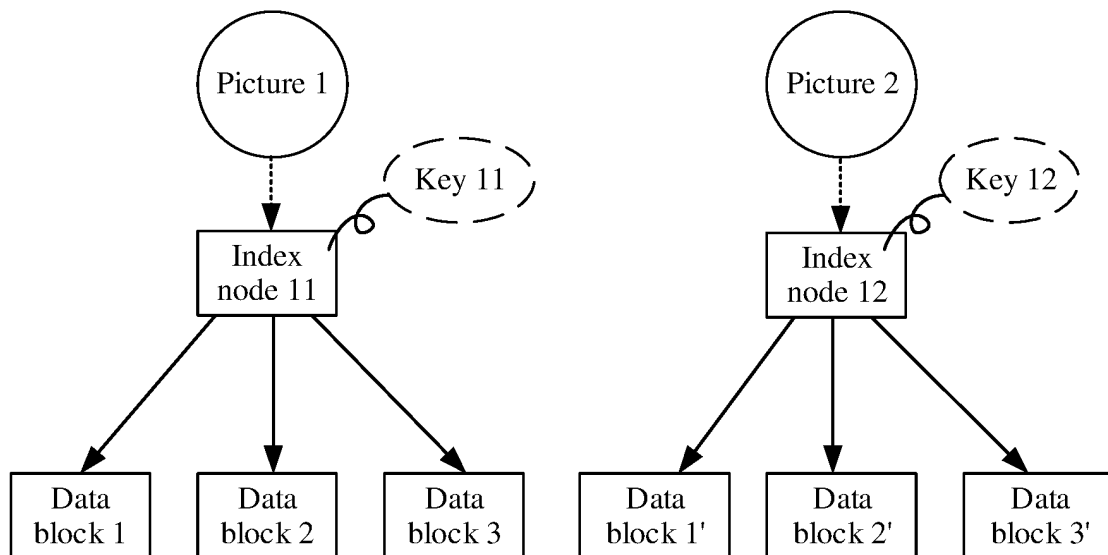 Picture 1
Picture 2
Key 11
Key 12
Index
node 11
Index
node 12
Data
block 1
Data
block 2
Data
block 3
Data
block 1'
Data
block 2'
Data
block 3'